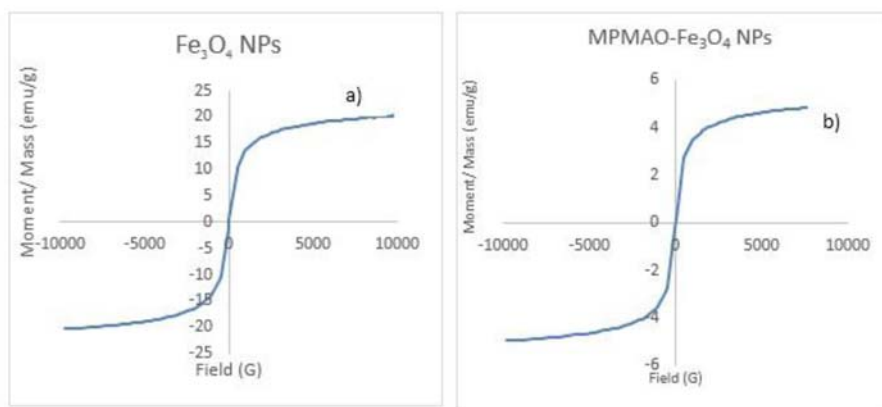 Fe₃O₄ NPs
a)
Moment/ Mass (emu/g)
25
20
15
10
5
0
-5
-10
-15
-20
-25
-10000 -5000 0 5000 10000
Field (G)
MPMAO-Fe₃O₄ NPs
b)
Moment/ Mass (emu/g)
6
4
2
0
-2
-4
-6
-10000 -5000 0 5000 10000
Field (G)